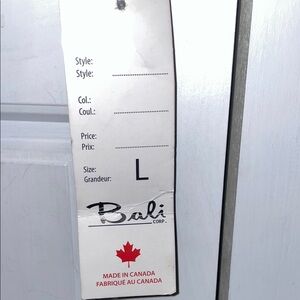 Style:
Style: ....................
Col.:
Coul.: ....................
Price:
Prix: ....................
Size:
Grandeur: L
Bali
CORP.
MADE IN CANADA
FABRIQUÉ AU CANADA